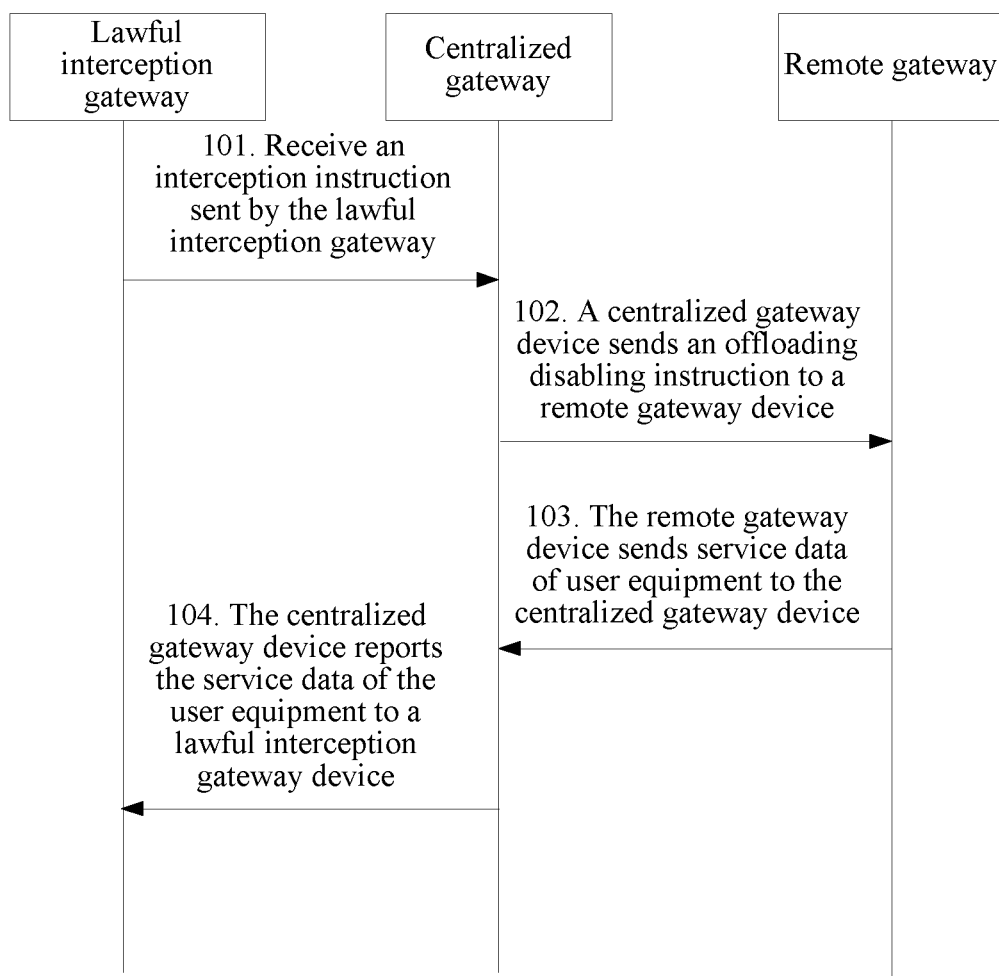 Lawful
interception
gateway
Centralized
gateway
Remote gateway
101. Receive an
interception instruction
sent by the lawful
interception gateway
102. A centralized gateway
device sends an offloading
disabling instruction to a
remote gateway device
103. The remote gateway
device sends service data
of user equipment to the
centralized gateway device
104. The centralized
gateway device reports
the service data of the
user equipment to a
lawful interception
gateway device